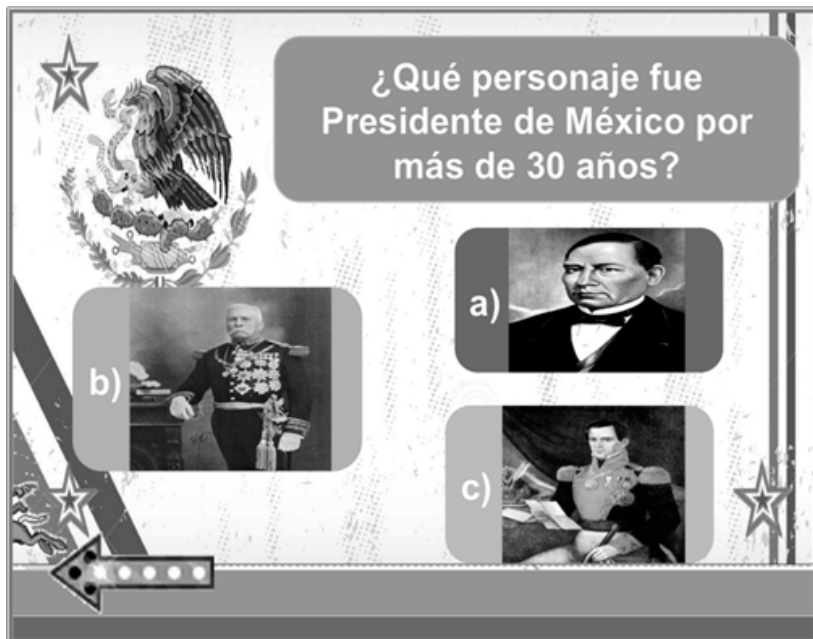 ¿Qué personaje fue
Presidente de México por
más de 30 años?
a)
b)
c)